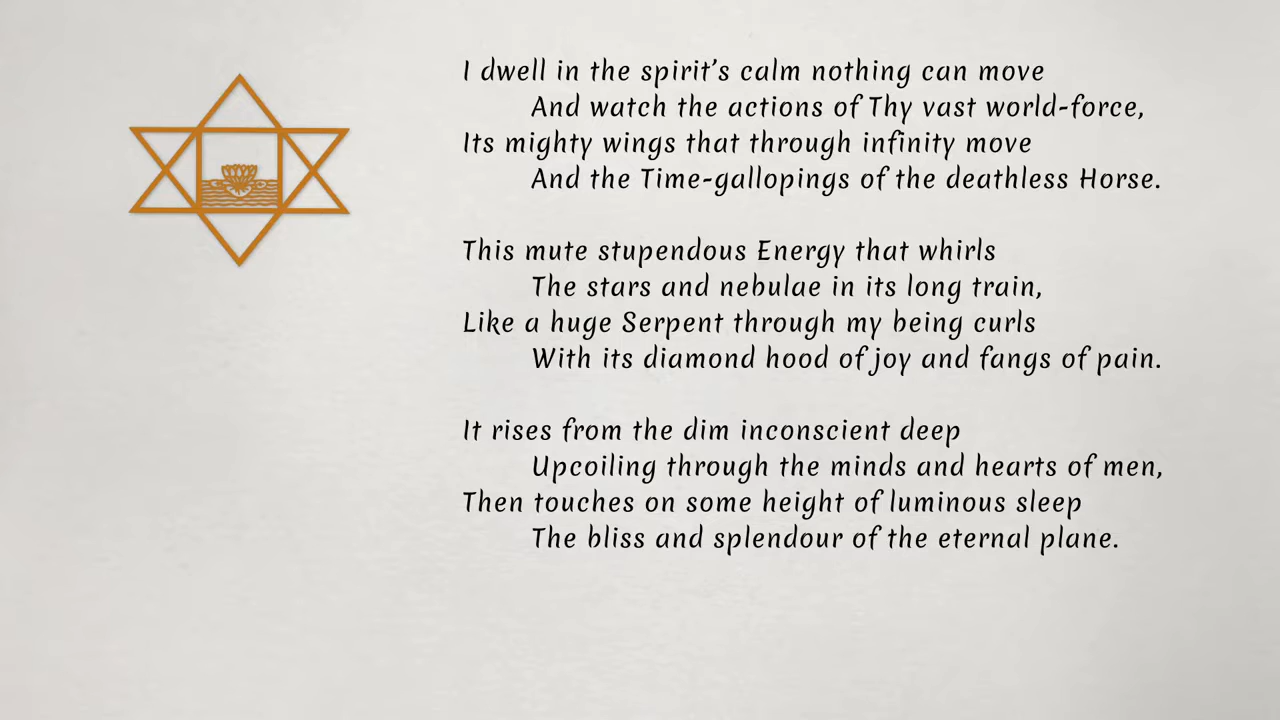 I dwell in the spirit's calm nothing can move
And watch the actions of Thy vast world-force,
Its mighty wings that through infinity move
And the Time-gallopings of the deathless Horse.
This mute stupendous Energy that whirls
The stars and nebulae in its long train,
Like a huge Serpent through my being curls
With its diamond hood of joy and fangs of pain.
It rises from the dim inconscient deep
Upcoiling through the minds and hearts of men,
Then touches on some height of luminous sleep
The bliss and splendour of the eternal plane.